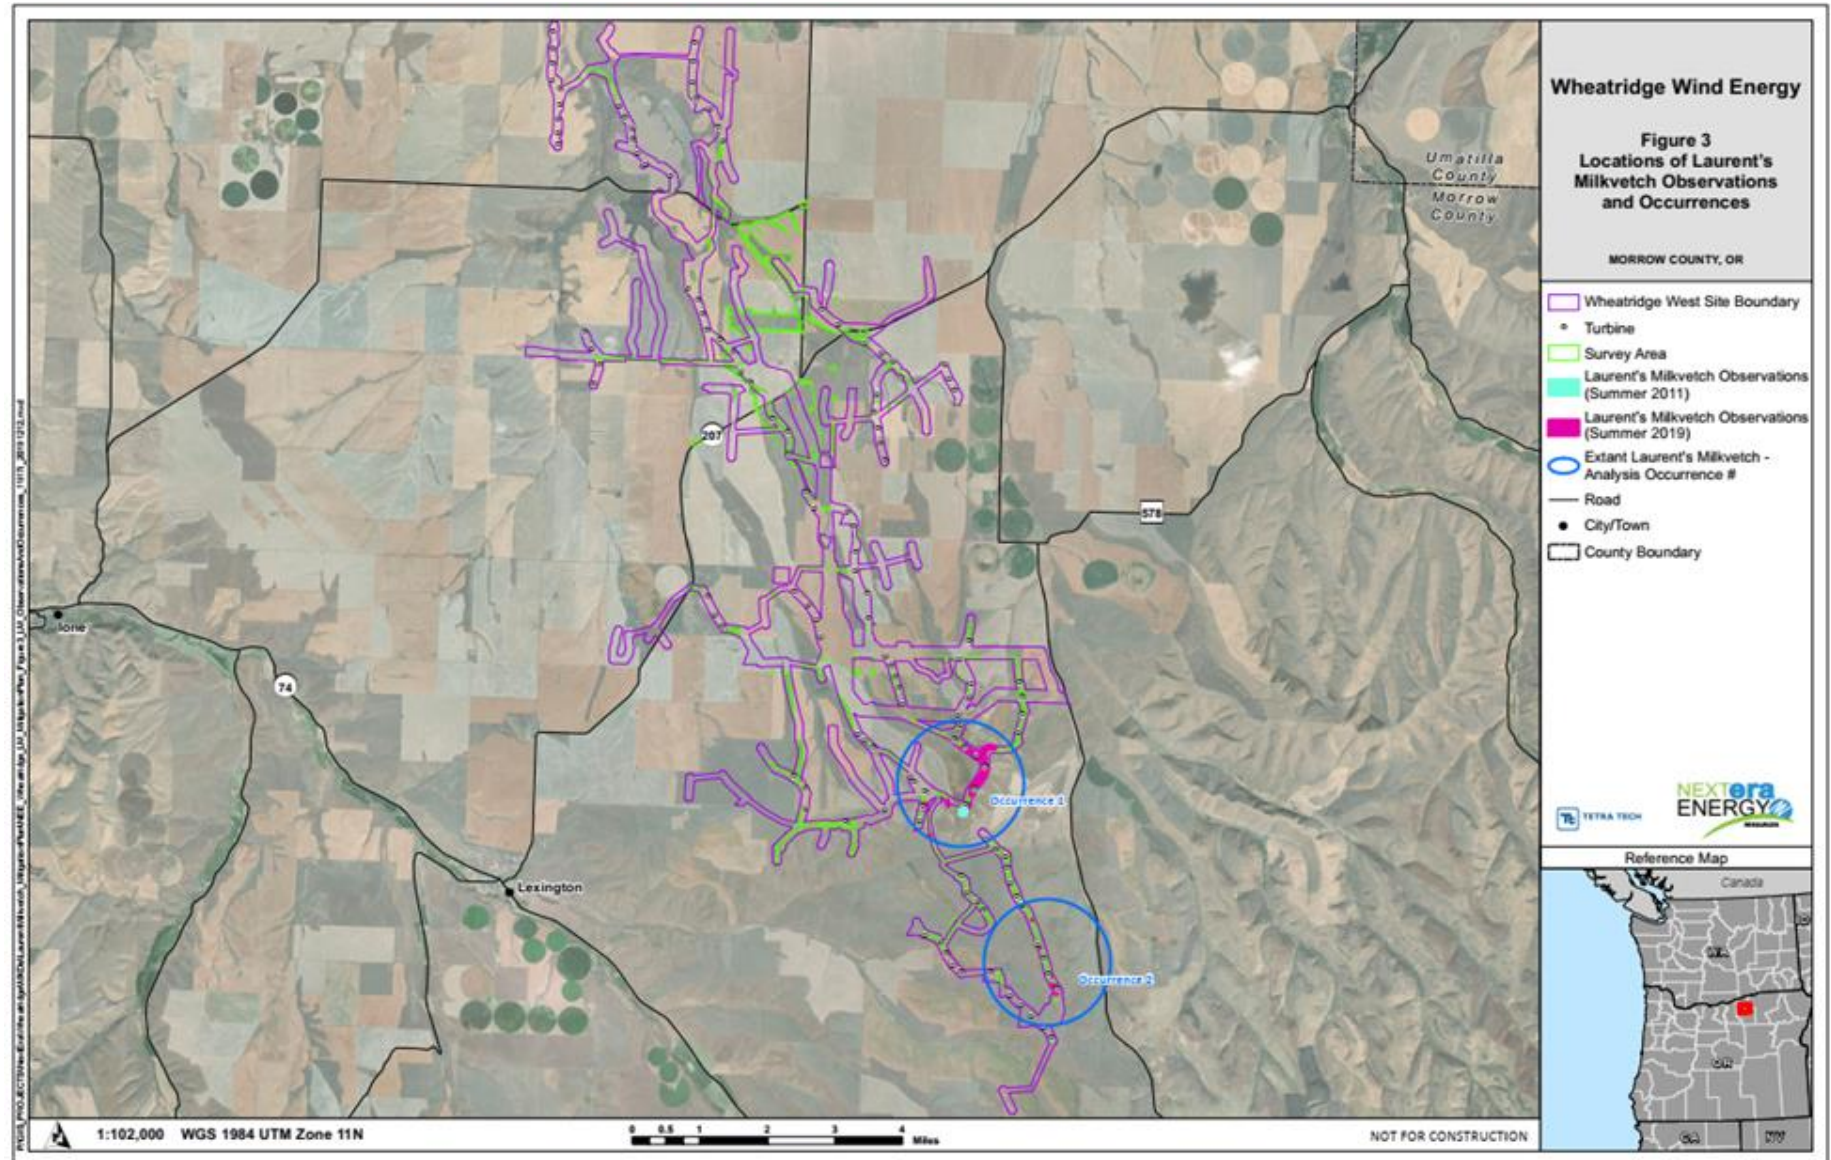 Wheatridge Wind Energy
Figure 3
Locations of Laurent's
Milkvetch Observations
and Occurrences
MORROW COUNTY, OR
Wheatridge West Site Boundary
Turbine
Survey Area
Laurent's Milkvetch Observations
(Summer 2011)
Laurent's Milkvetch Observations
(Summer 2019)
Extant Laurent's Milkvetch -
Analysis Occurrence #
Road
City/Town
County Boundary
Umatilla
County
Morrow
County
207
578
Ione
74
Occurrence 1
Lexington
Occurrence 2
TETRA TECH
NEXTera
ENERGY
RESOURCES
Reference Map
Canada
WA
OR
CA
NV
1:102,000 WGS 1984 UTM Zone 11N
0 0.5 1 2 3 4
Miles
NOT FOR CONSTRUCTION